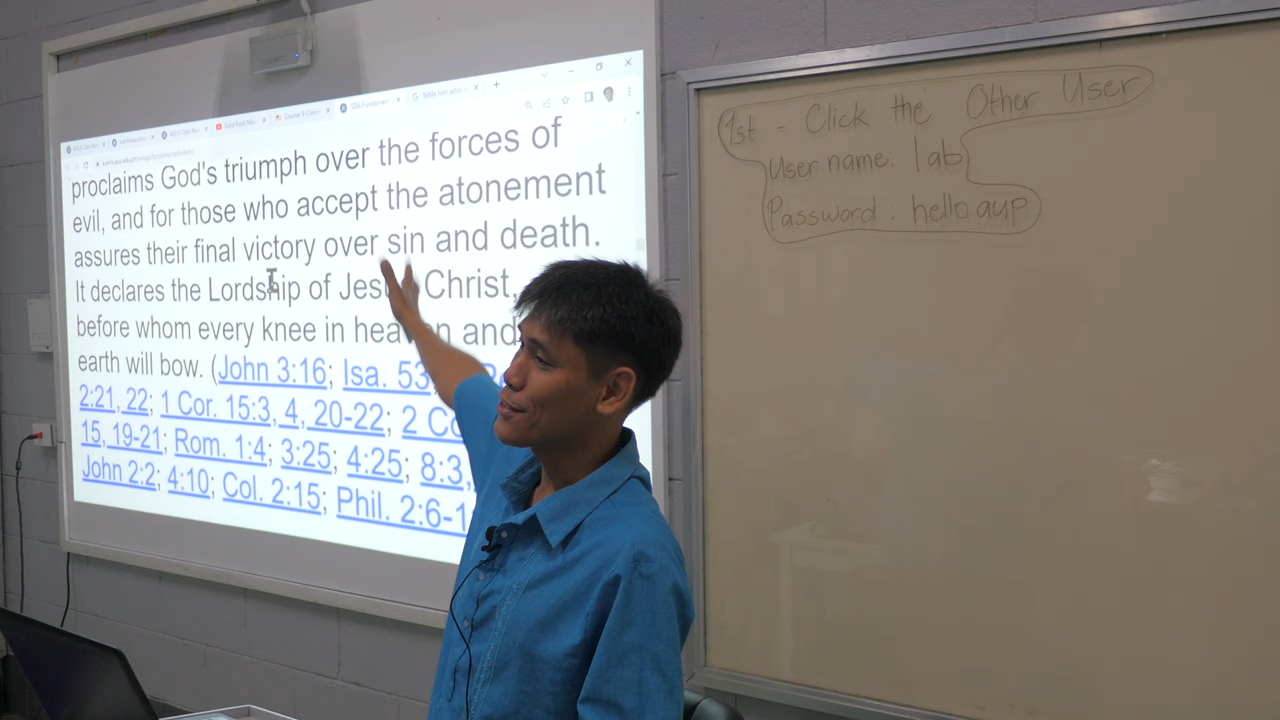 proclaims God's triumph over the forces of
evil, and for those who accept the atonement
assures their final victory over sin and death.
It declares the Lordship of Christ,
before whom every knee in heaven and
earth will bow. (John 3:16; Isa. 53
2:21, 22; 1 Cor. 15:3, 4, 20-22; 2
15, 19-21; Rom. 1:4; 3:25; 4:25; 8:3,
John 2:2; 4:10; Col. 2:15; Phil. 2:6-1
1st - Click the Other User
User name: lab
Password: hello aup